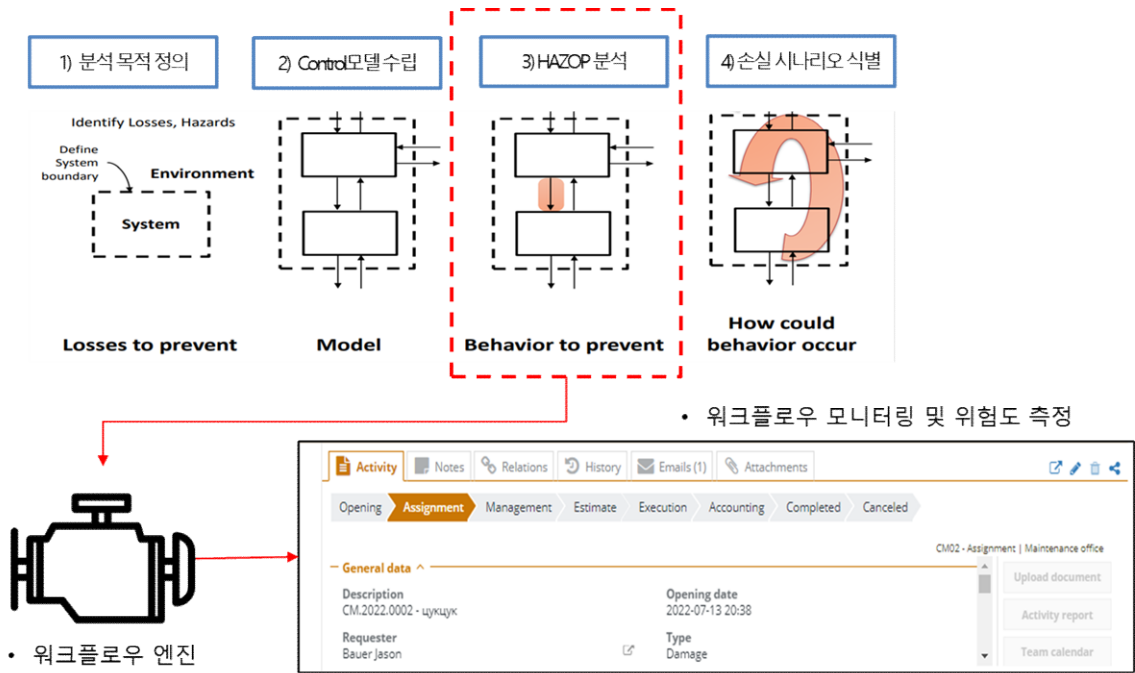 1) 분석 목적 정의
2) Control모델 수립
3) HAZOP 분석
4) 손실 시나리오 식별
Identify Losses, Hazards
Define
System
boundary
Environment
System
Losses to prevent
Model
Behavior to prevent
How could
behavior occur
• 워크플로우 모니터링 및 위험도 측정
Activity
Notes
Relations
History
Emails (1)
Attachments
Opening
Assignment
Management
Estimate
Execution
Accounting
Completed
Canceled
CM02 - Assignment | Maintenance office
General data
Description
CM.2022.0002 - цукцук
Opening date
2022-07-13 20:38
Requester
Bauer Jason
Type
Damage
Upload document
Activity report
Team calendar
• 워크플로우 엔진